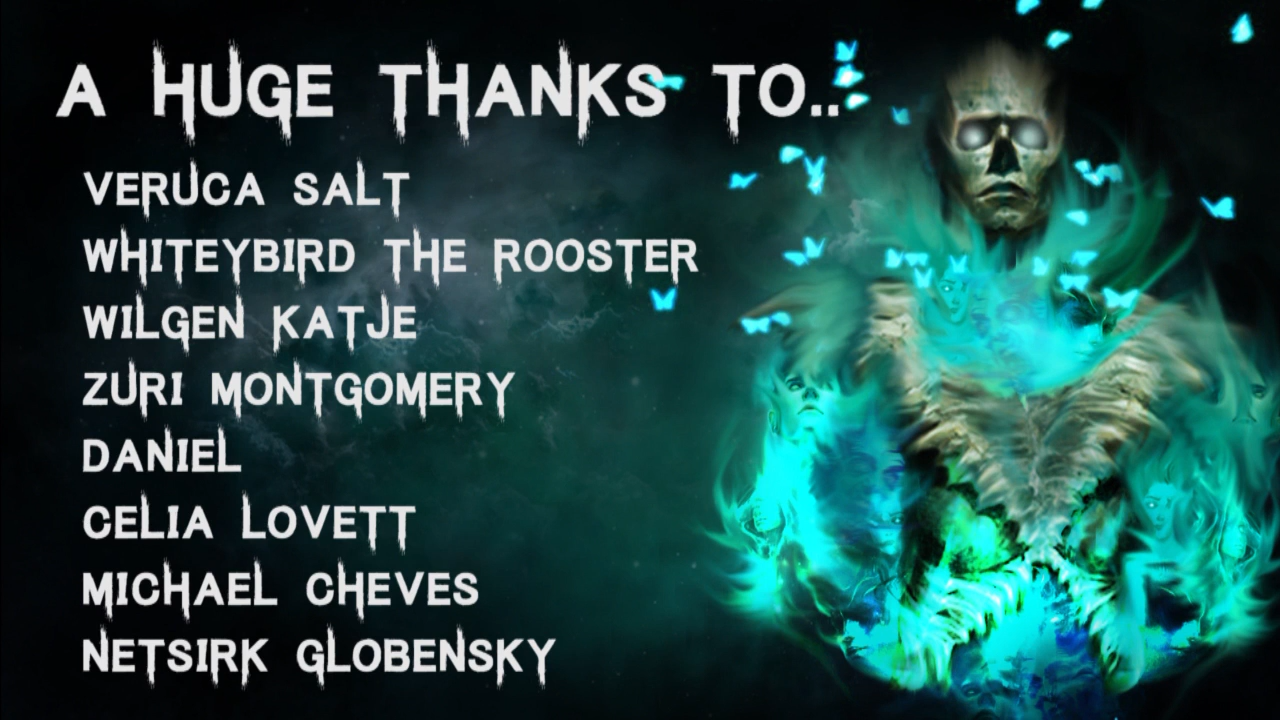 A HUGE THANKS TO..
VERUCA SALT
WHITEYBIRD THE ROOSTER
WILGEN KATJE
ZURI MONTGOMERY
DANIEL
CELIA LOVETT
MICHAEL CHEVES
NETSIRK GLOBENSKY